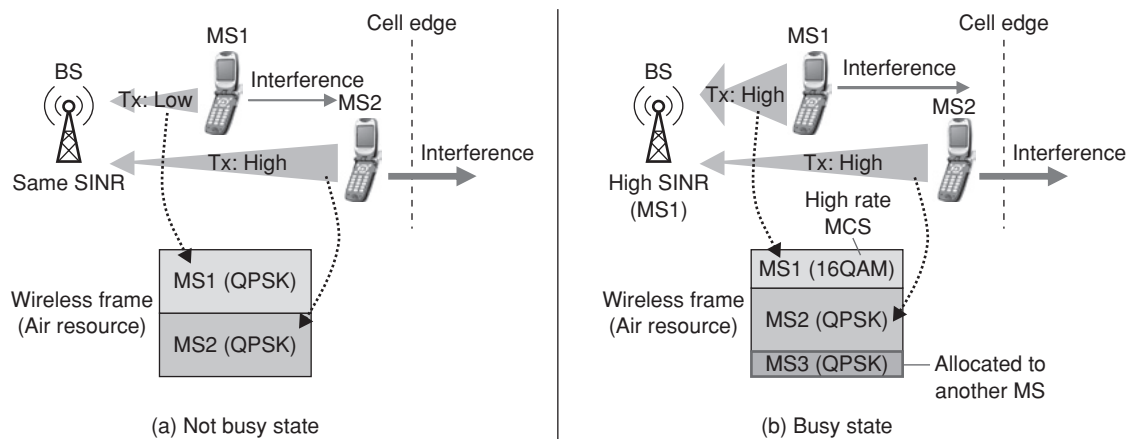 Cell edge
MS1
BS
Interference
Tx: Low
MS2
Tx: High
Interference
Same SINR
MS1 (QPSK)
Wireless frame
(Air resource)
MS2 (QPSK)
(a) Not busy state
Cell edge
MS1
BS
Interference
Tx: High
MS2
Tx: High
Interference
High SINR
(MS1)
High rate
MCS
MS1 (16QAM)
Wireless frame
(Air resource)
MS2 (QPSK)
MS3 (QPSK)
Allocated to
another MS
(b) Busy state